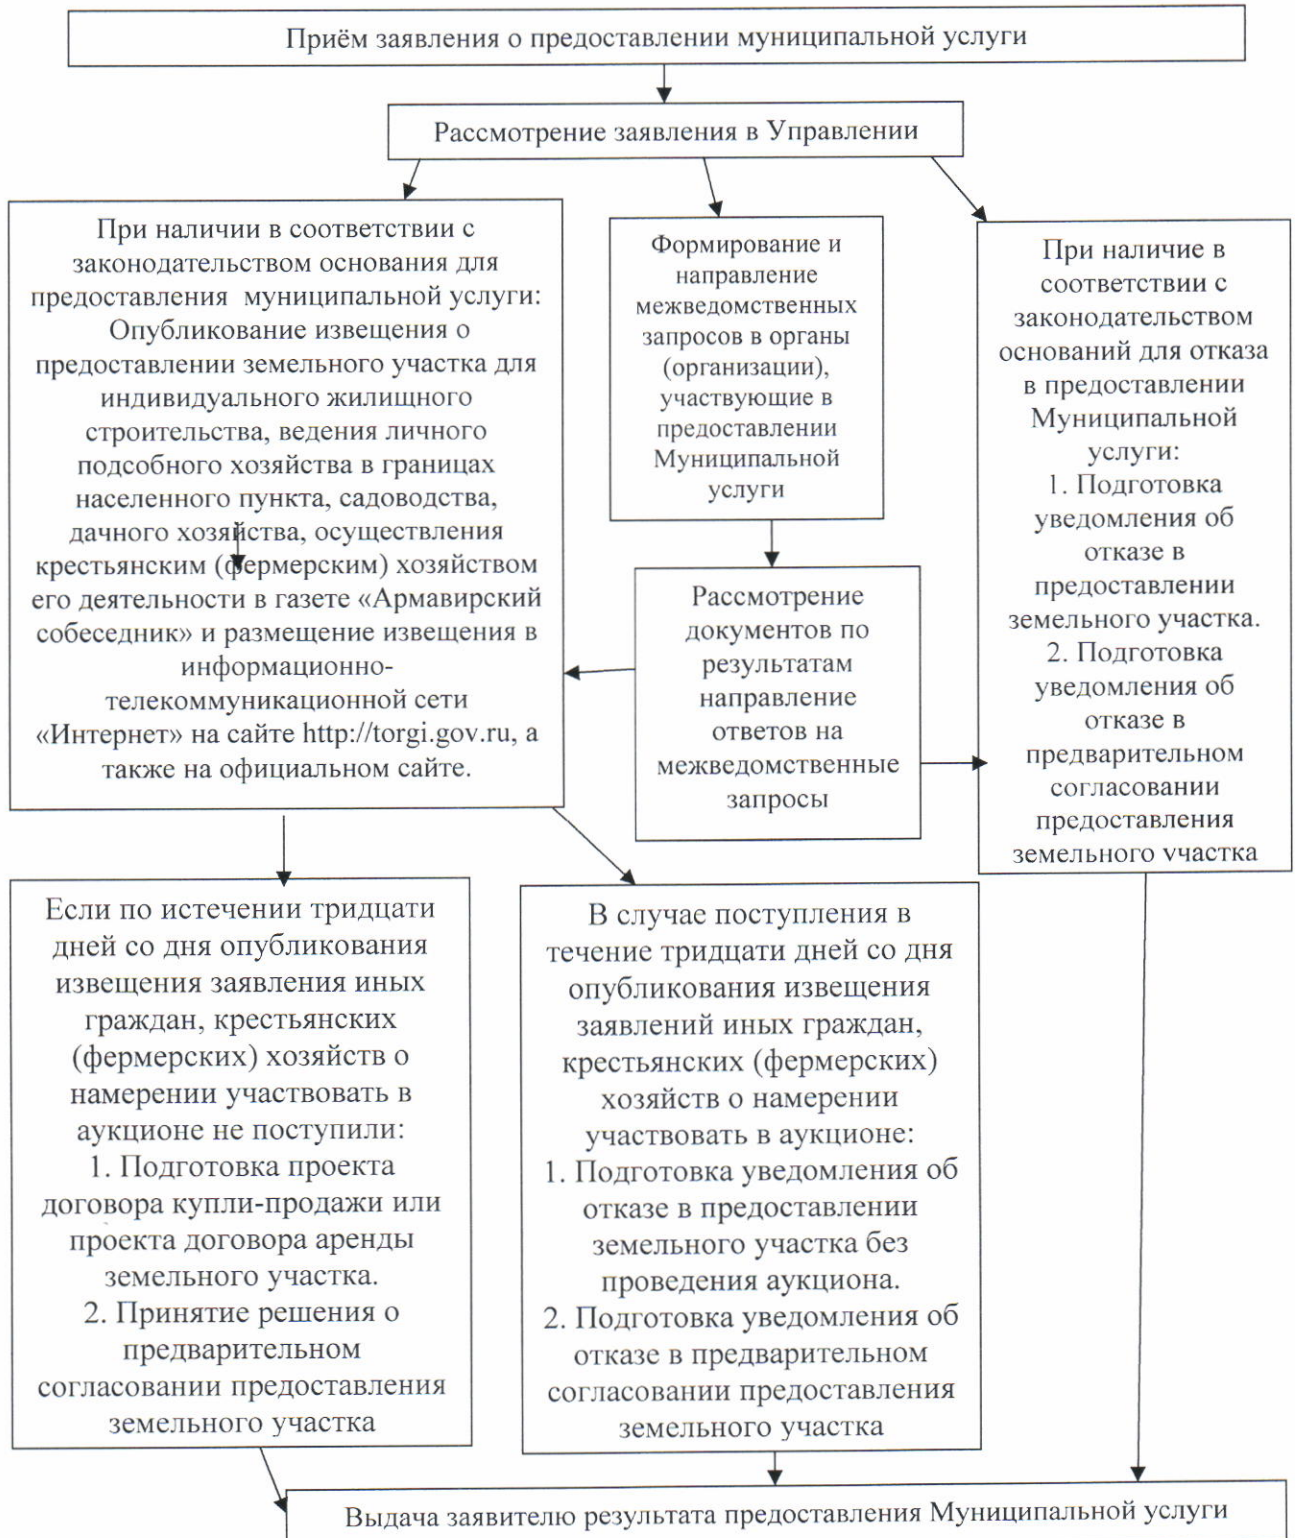 Приём заявления о предоставлении муниципальной услуги
Рассмотрение заявления в Управлении
При наличии в соответствии с
законодательством основания для
предоставления муниципальной услуги:
Опубликование извещения о
предоставлении земельного участка для
индивидуального жилищного
строительства, ведения личного
подсобного хозяйства в границах
населенного пункта, садоводства,
дачного хозяйства, осуществления
крестьянским (фермерским) хозяйством
его деятельности в газете «Армавирский
собеседник» и размещение извещения в
информационно-
телекоммуникационной сети
«Интернет» на сайте http://torgi.gov.ru, а
также на официальном сайте.
Формирование и
направление
межведомственных
запросов в органы
(организации),
участвующие в
предоставлении
Муниципальной
услуги
При наличие в
соответствии с
законодательством
оснований для отказа
в предоставлении
Муниципальной
услуги:
1. Подготовка
уведомления об
отказе в
предоставлении
земельного участка.
2. Подготовка
уведомления об
отказе в
предварительном
согласовании
предоставления
земельного участка
Рассмотрение
документов по
результатам
направление
ответов на
межведомственные
запросы
Если по истечении тридцати
дней со дня опубликования
извещения заявления иных
граждан, крестьянских
(фермерских) хозяйств о
намерении участвовать в
аукционе не поступили:
1. Подготовка проекта
договора купли-продажи или
проекта договора аренды
земельного участка.
2. Принятие решения о
предварительном
согласовании предоставления
земельного участка
В случае поступления в
течение тридцати дней со дня
опубликования извещения
заявлений иных граждан,
крестьянских (фермерских)
хозяйств о намерении
участвовать в аукционе:
1. Подготовка уведомления об
отказе в предоставлении
земельного участка без
проведения аукциона.
2. Подготовка уведомления об
отказе в предварительном
согласовании предоставления
земельного участка
Выдача заявителю результата предоставления Муниципальной услуги